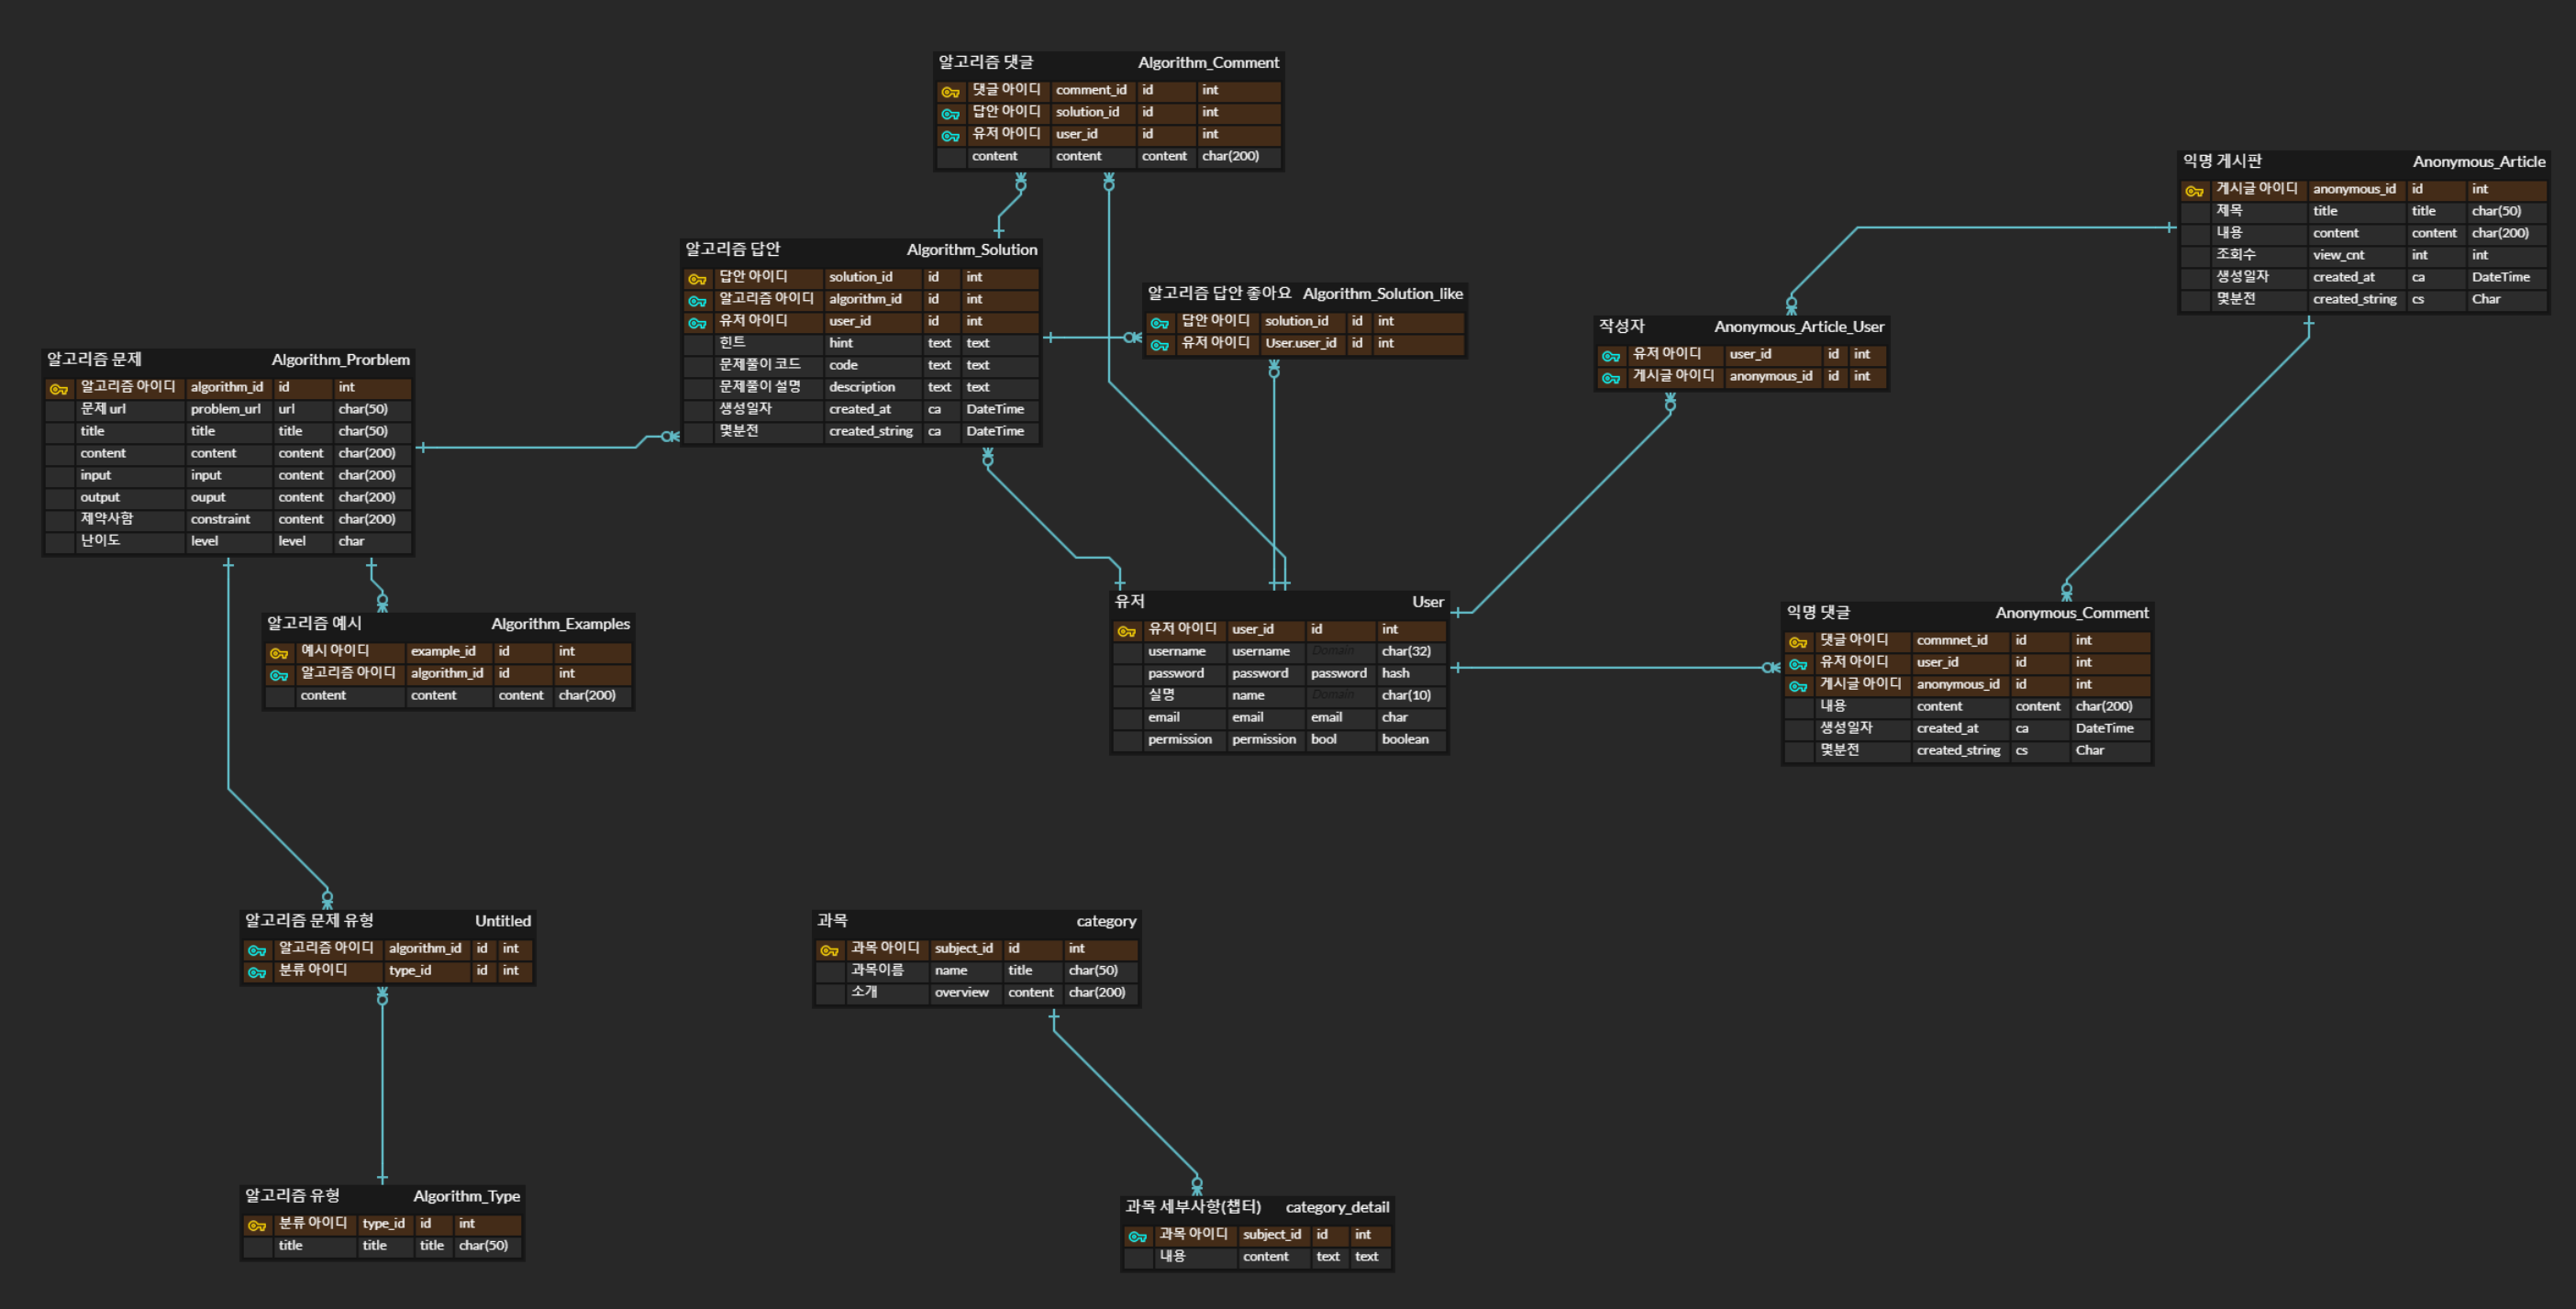 알고리즘 댓글 Algorithm_Comment
댓글 아이디 comment_id id int
답안 아이디 solution_id id int
유저 아이디 user_id id int
content content content char(200)
익명 게시판 Anonymous_Article
게시글 아이디 anonymous_id id int
제목 title title char(50)
내용 content content char(200)
조회수 view_cnt int int
생성일자 created_at ca DateTime
몇분전 created_string cs Char
알고리즘 답안 Algorithm_Solution
답안 아이디 solution_id id int
알고리즘 아이디 algorithm_id id int
유저 아이디 user_id id int
힌트 hint text text
문제풀이 코드 code text text
문제풀이 설명 description text text
생성일자 created_at ca DateTime
몇분전 created_string ca DateTime
알고리즘 답안 좋아요 Algorithm_Solution_like
답안 아이디 solution_id id int
유저 아이디 User.user_id id int
작성자 Anonymous_Article_User
유저 아이디 user_id id int
게시글 아이디 anonymous_id id int
알고리즘 문제 Algorithm_Prorblem
알고리즘 아이디 algorithm_id id int
문제 url problem_url url char(50)
title title title char(50)
content content content char(200)
input input content char(200)
output ouput content char(200)
제약사함 constraint content char(200)
난이도 level level char
알고리즘 예시 Algorithm_Examples
예시 아이디 example_id id int
알고리즘 아이디 algorithm_id id int
content content content char(200)
유저 User
유저 아이디 user_id id int
username username Domain char(32)
password password password hash
실명 name Domain char(10)
email email email char
permission permission bool boolean
익명 댓글 Anonymous_Comment
댓글 아이디 commnet_id id int
유저 아이디 user_id id int
게시글 아이디 anonymous_id id int
내용 content content char(200)
생성일자 created_at ca DateTime
몇분전 created_string cs Char
알고리즘 문제 유형 Untitled
알고리즘 아이디 algorithm_id id int
분류 아이디 type_id id int
과목 category
과목 아이디 subject_id id int
과목이름 name title char(50)
소개 overview content char(200)
알고리즘 유형 Algorithm_Type
분류 아이디 type_id id int
title title title char(50)
과목 세부사항(챕터) category_detail
과목 아이디 subject_id id int
내용 content text text